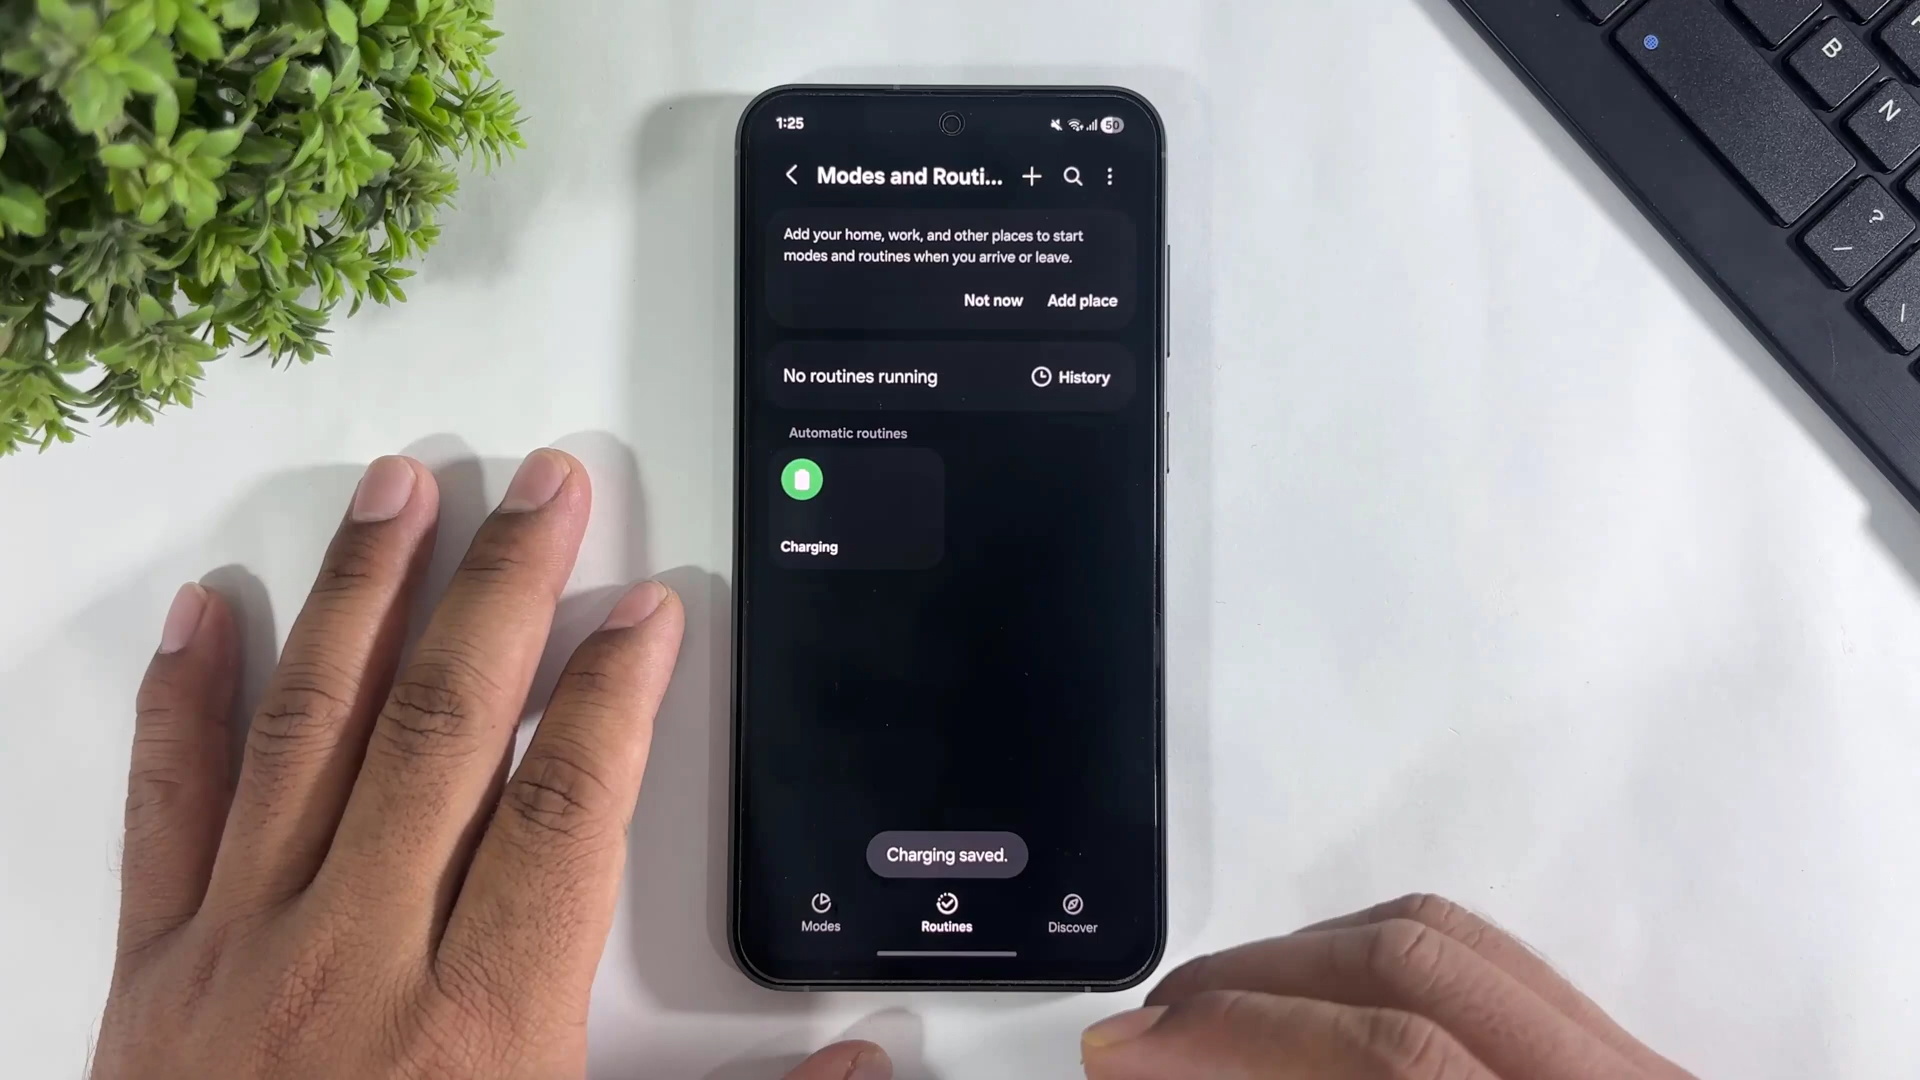 1:25
50
Modes and Routi...
Add your home, work, and other places to start
modes and routines when you arrive or leave.
Not now Add place
No routines running History
Automatic routines
Charging
Charging saved.
Modes Routines Discover
B
N
?
/